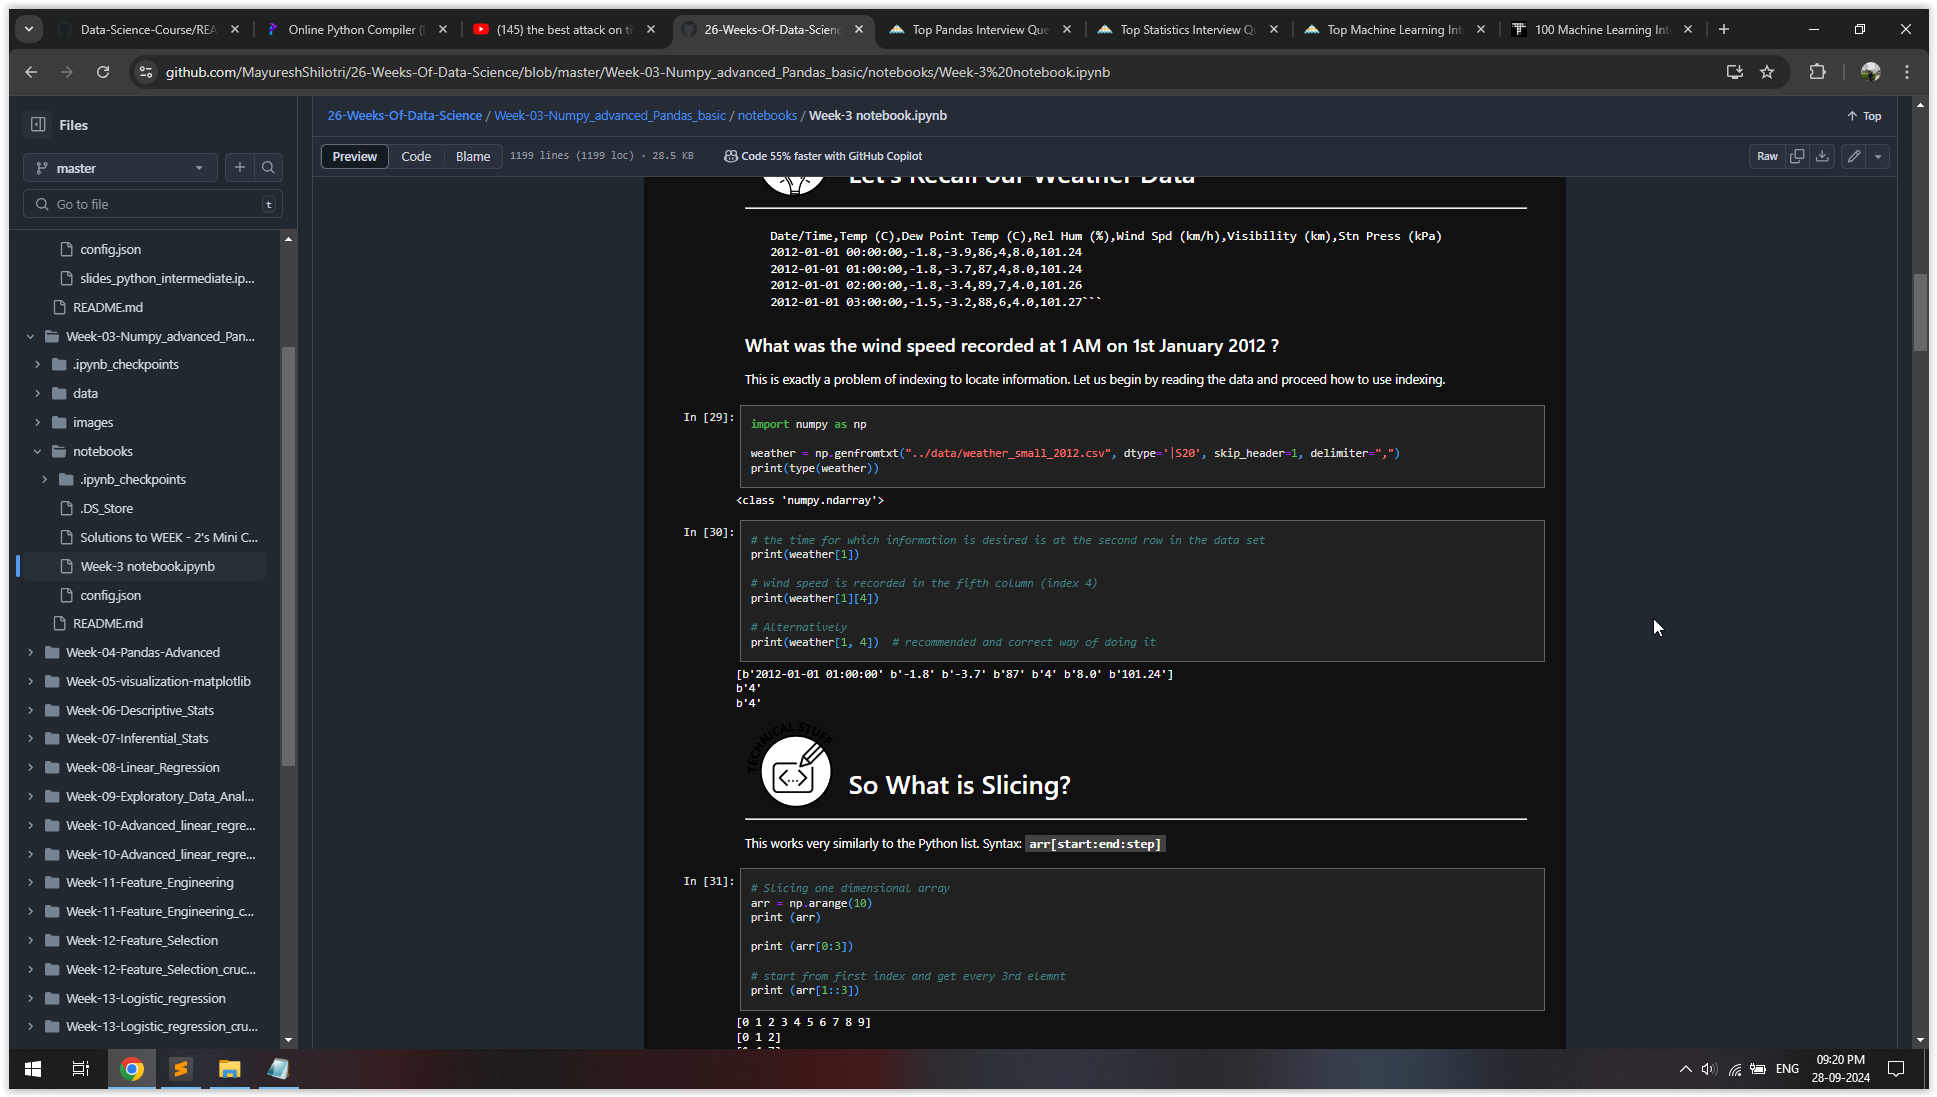 Data-Science-Course/REA
Online Python Compiler (I
(145) the best attack on ti
26-Weeks-Of-Data-Scienc
Top Pandas Interview Que
Top Statistics Interview Q
Top Machine Learning Int
100 Machine Learning Int
github.com/MayureshShilotri/26-Weeks-Of-Data-Science/blob/master/Week-03-Numpy_advanced_Pandas_basic/notebooks/Week-3%20notebook.ipynb
Files
master
Go to file
t
config.json
slides_python_intermediate.ip...
README.md
Week-03-Numpy_advanced_Pan...
.ipynb_checkpoints
data
images
notebooks
.ipynb_checkpoints
.DS_Store
Solutions to WEEK - 2's Mini C...
Week-3 notebook.ipynb
config.json
README.md
Week-04-Pandas-Advanced
Week-05-visualization-matplotlib
Week-06-Descriptive_Stats
Week-07-Inferential_Stats
Week-08-Linear_Regression
Week-09-Exploratory_Data_Anal...
Week-10-Advanced_linear_regre...
Week-10-Advanced_linear_regre...
Week-11-Feature_Engineering
Week-11-Feature_Engineering_c...
Week-12-Feature_Selection
Week-12-Feature_Selection_cruc...
Week-13-Logistic_regression
Week-13-Logistic_regression_cru...
26-Weeks-Of-Data-Science / Week-03-Numpy_advanced_Pandas_basic / notebooks / Week-3 notebook.ipynb
Top
Preview Code Blame 1199 lines (1199 loc) · 28.5 KB Code 55% faster with GitHub Copilot
Raw
Let's Recall our Weather Data
Date/Time,Temp (C),Dew Point Temp (C),Rel Hum (%),Wind Spd (km/h),Visibility (km),Stn Press (kPa)
2012-01-01 00:00:00,-1.8,-3.9,86,4,8.0,101.24
2012-01-01 01:00:00,-1.8,-3.7,87,4,8.0,101.24
2012-01-01 02:00:00,-1.8,-3.4,89,7,4.0,101.26
2012-01-01 03:00:00,-1.5,-3.2,88,6,4.0,101.27```
What was the wind speed recorded at 1 AM on 1st January 2012 ?
This is exactly a problem of indexing to locate information. Let us begin by reading the data and proceed how to use indexing.
In [29]:
import numpy as np
weather = np.genfromtxt("../data/weather_small_2012.csv", dtype='|S20', skip_header=1, delimiter=",")
print(type(weather))
<class 'numpy.ndarray'>
In [30]:
# the time for which information is desired is at the second row in the data set
print(weather[1])
# wind speed is recorded in the fifth column (index 4)
print(weather[1][4])
# Alternatively
print(weather[1, 4])  # recommended and correct way of doing it
[b'2012-01-01 01:00:00' b'-1.8' b'-3.7' b'87' b'4' b'8.0' b'101.24']
b'4'
b'4'
TECHNICAL STUFF
<...>
So What is Slicing?
This works very similarly to the Python list. Syntax: arr[start:end:step]
In [31]:
# Slicing one dimensional array
arr = np.arange(10)
print (arr)
print (arr[0:3])
# start from first index and get every 3rd elemnt
print (arr[1::3])
[0 1 2 3 4 5 6 7 8 9]
[0 1 2]
[1 4 7]
ENG
09:20 PM
28-09-2024